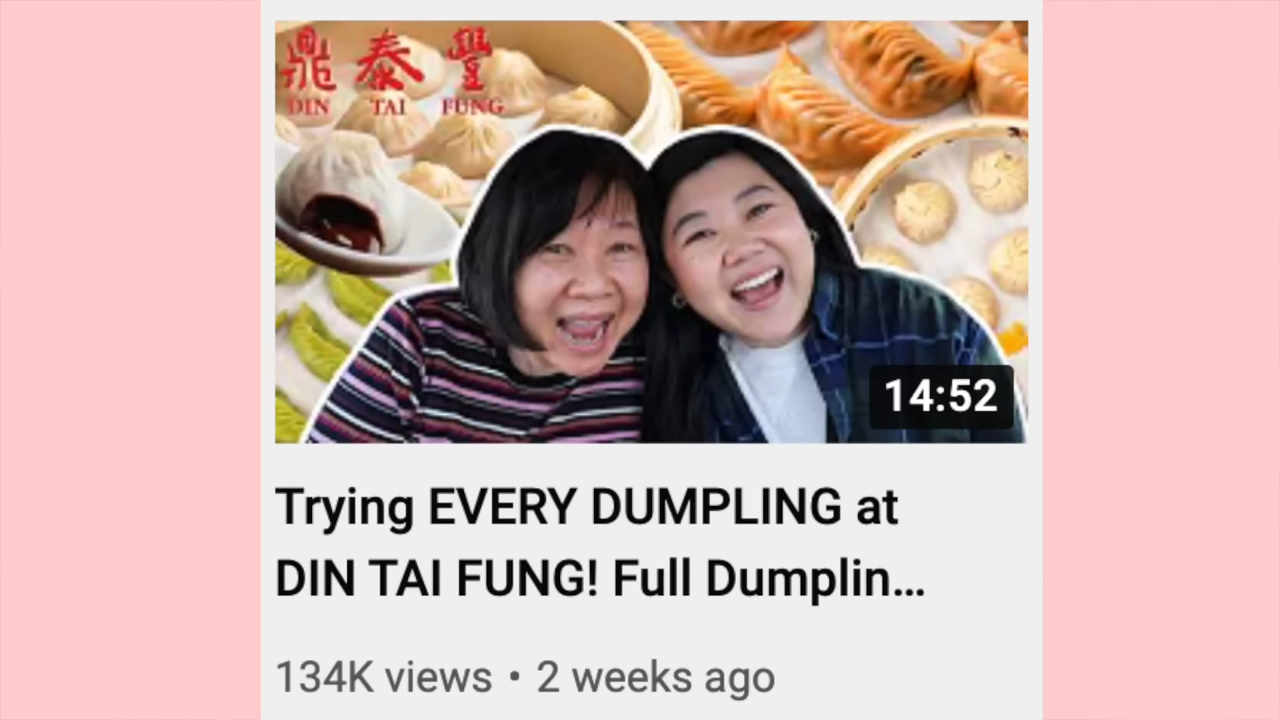 鼎泰豐
DIN TAI FUNG
14:52
Trying EVERY DUMPLING at
DIN TAI FUNG! Full Dumplin...
134K views • 2 weeks ago